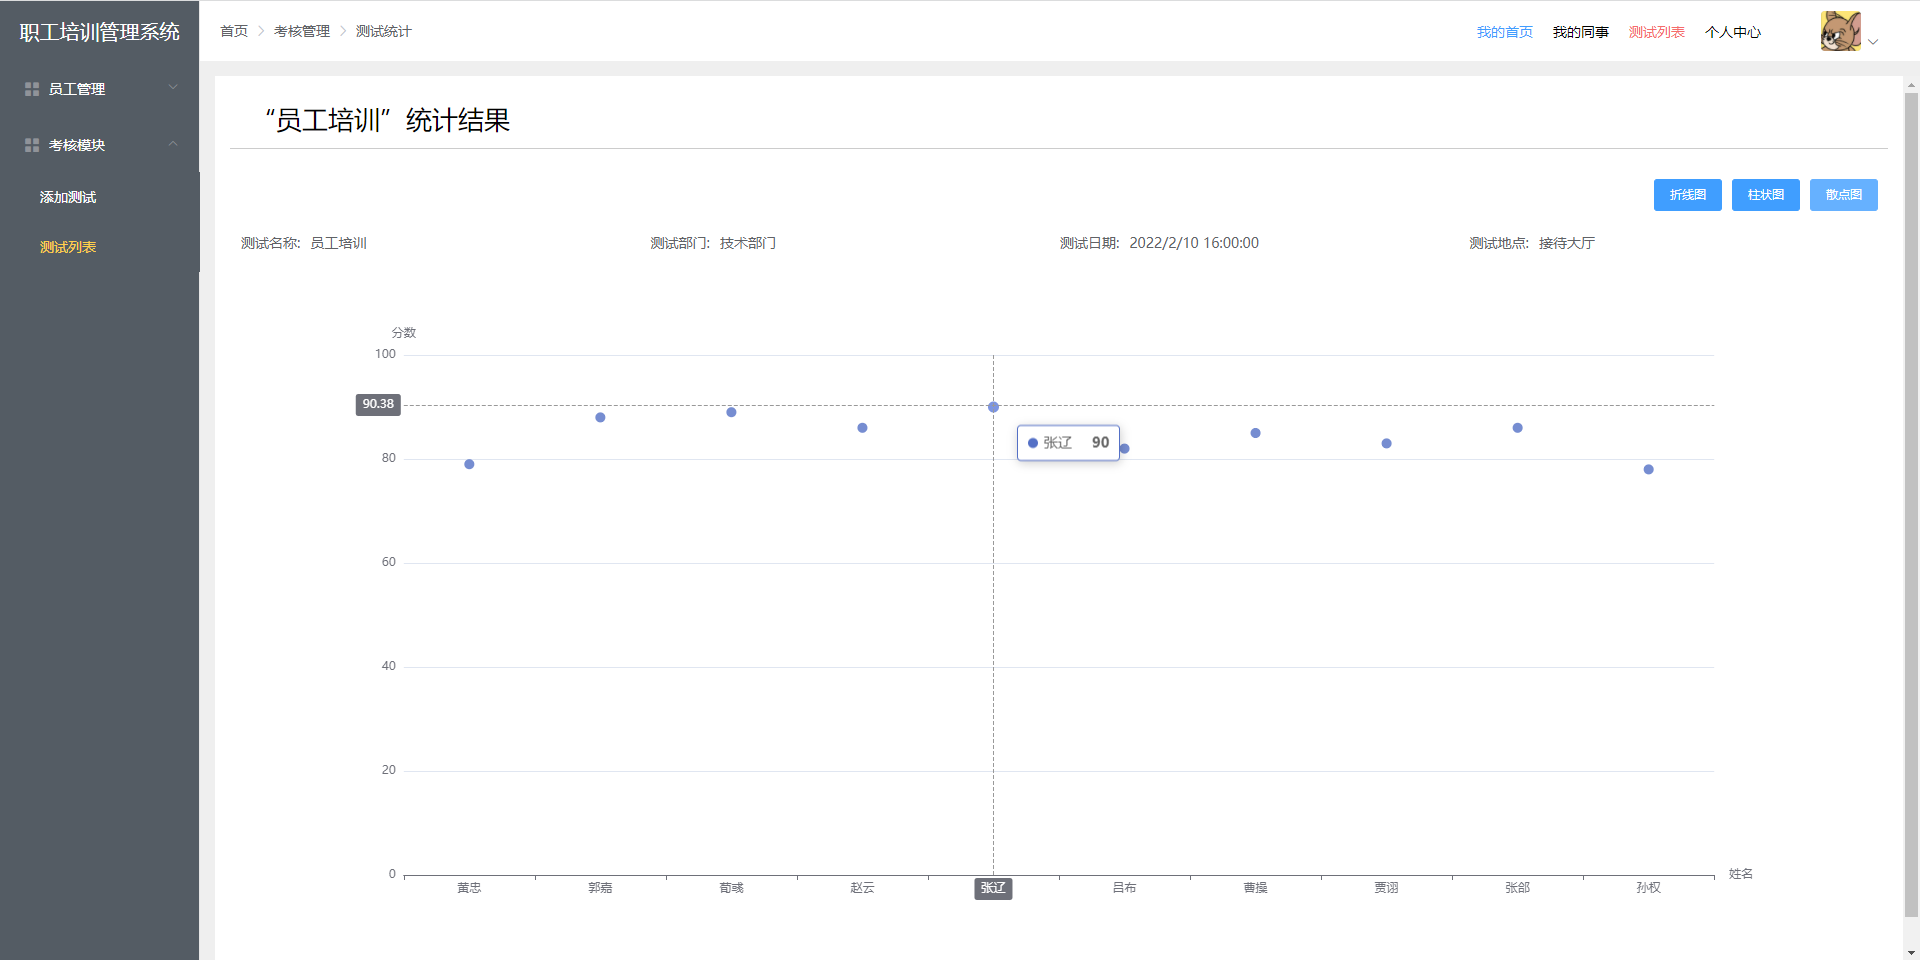 职工培训管理系统
首页 考核管理 测试统计
我的首页 我的同事 测试列表 个人中心
员工管理
考核模块
添加测试
测试列表
“员工培训”统计结果
折线图 柱状图 散点图
测试名称: 员工培训 测试部门: 技术部门 测试日期: 2022/2/10 16:00:00 测试地点: 接待大厅
分数
100
90.38
张辽 90
80
60
40
20
0
黄忠 郭嘉 荀彧 赵云 张辽 吕布 曹操 贾诩 张郃 孙权
姓名